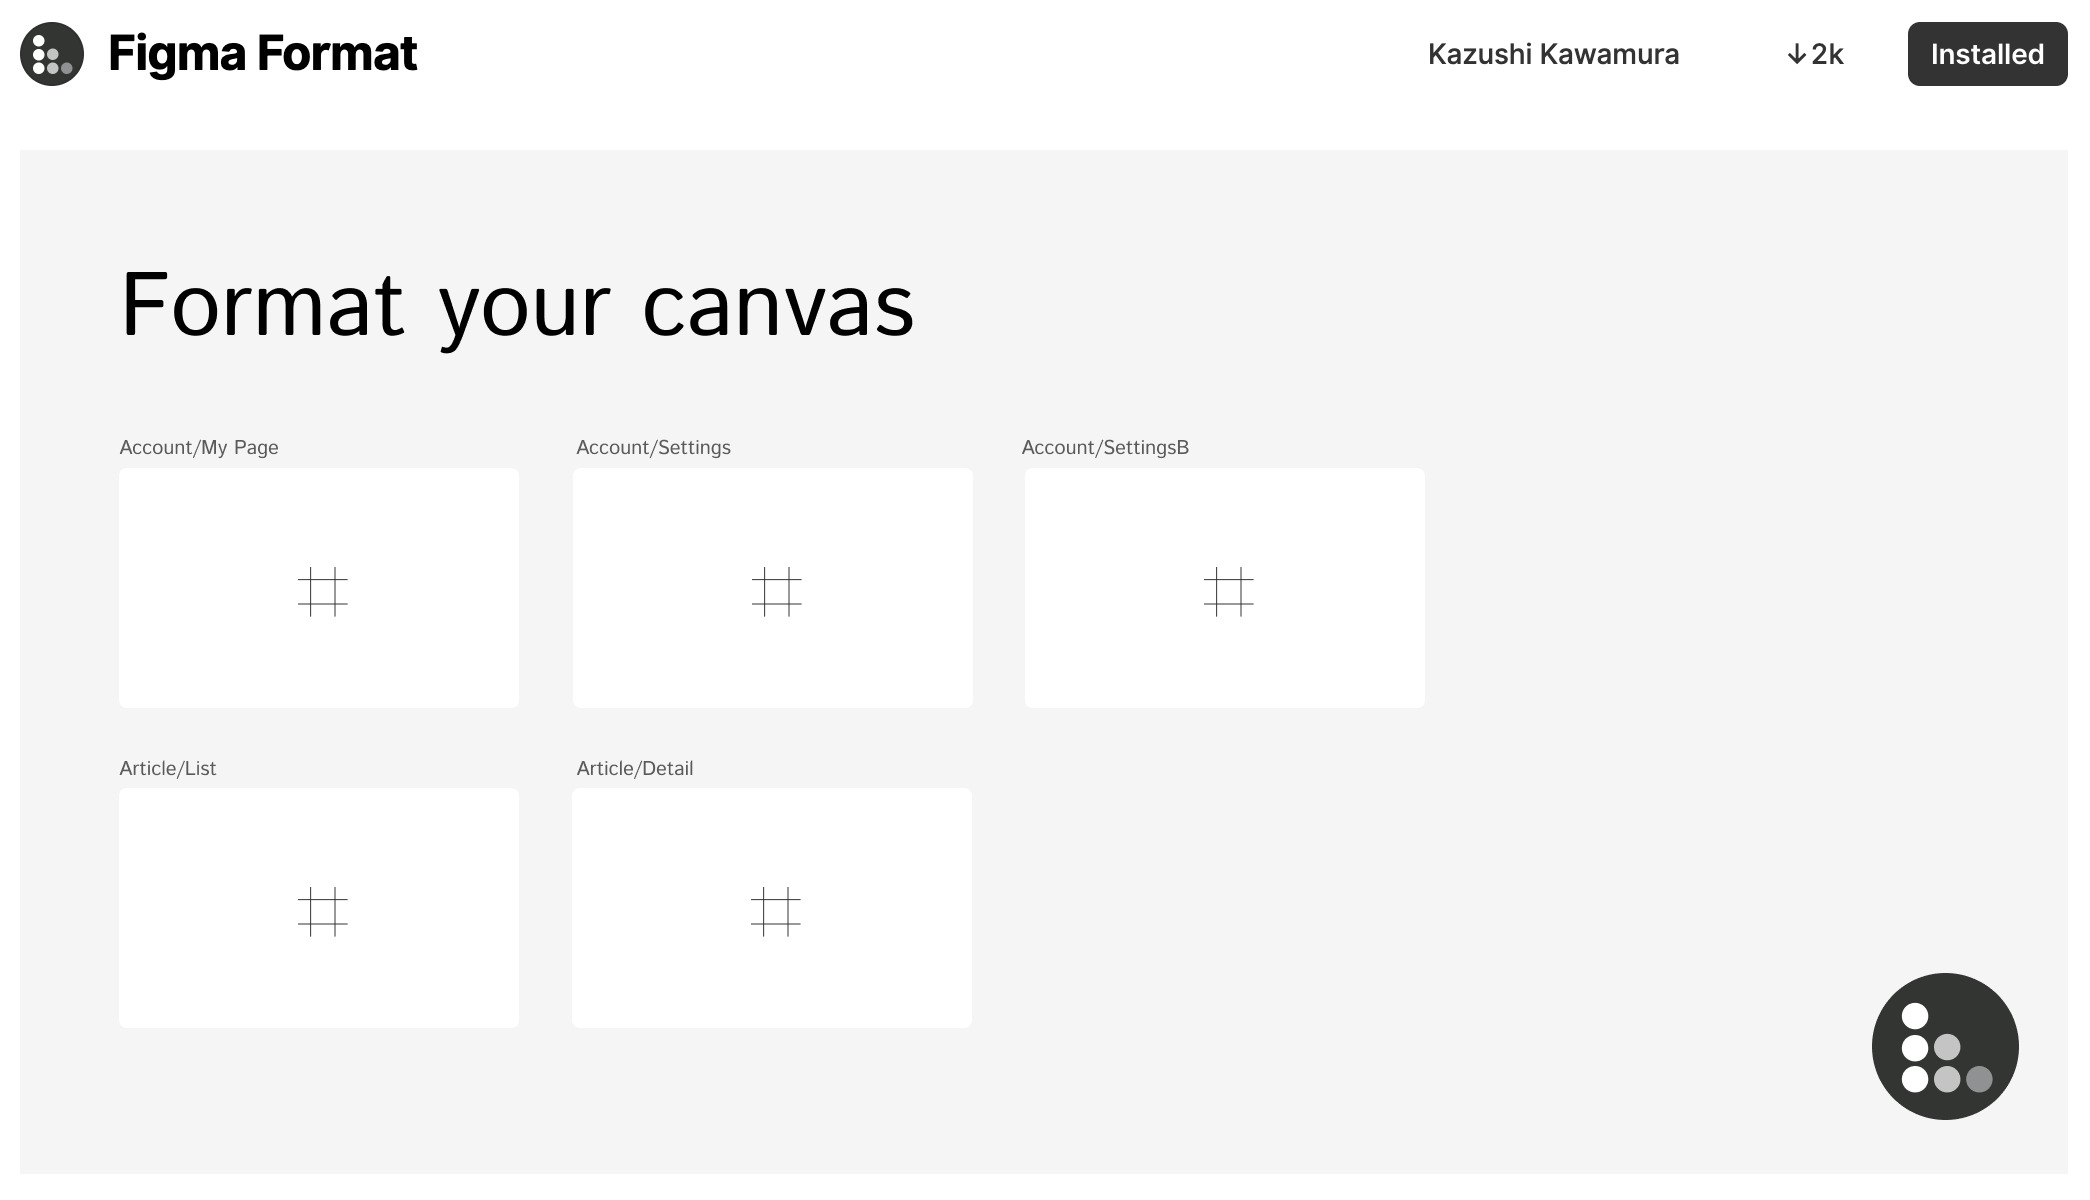 Figma Format
Kazushi Kawamura
↓2k
Installed
Format your canvas
Account/My Page
Account/Settings
Account/SettingsB
Article/List
Article/Detail